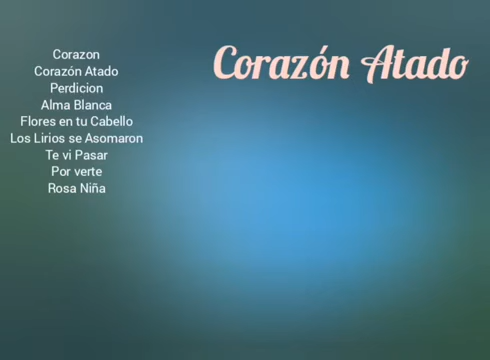 Corazón Atado
Corazon
Corazón Atado
Perdicion
Alma Blanca
Flores en tu Cabello
Los Lirios se Asomaron
Te vi Pasar
Por verte
Rosa Niña